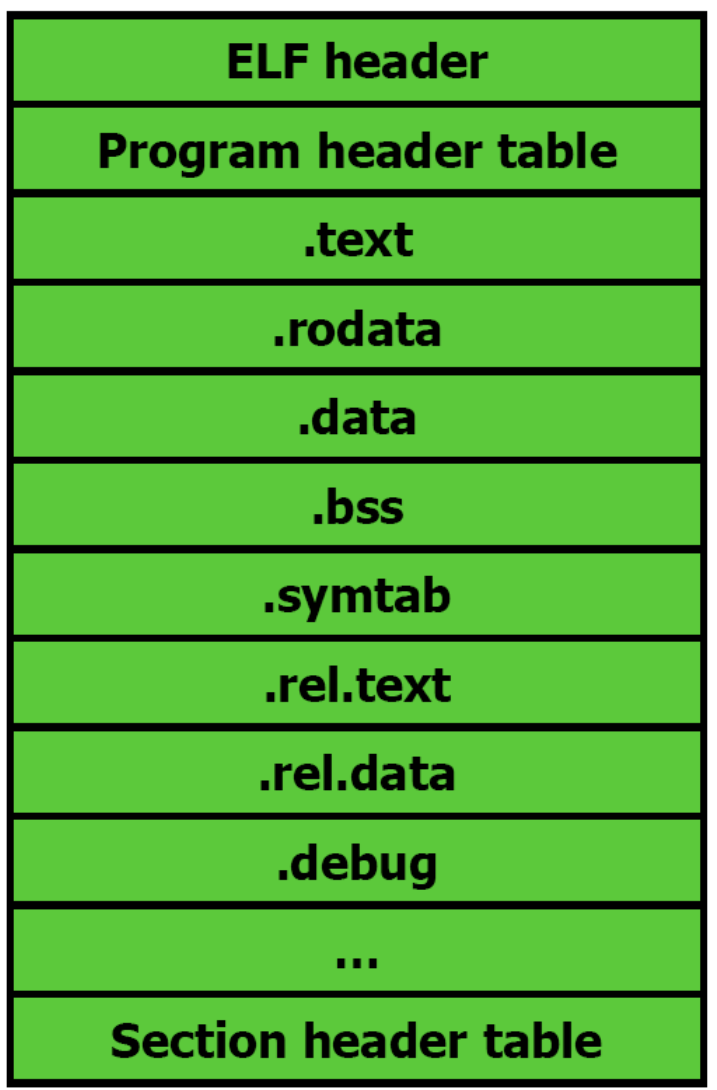 ELF header
Program header table
.text
.rodata
.data
.bss
.symtab
.rel.text
.rel.data
.debug
...
Section header table